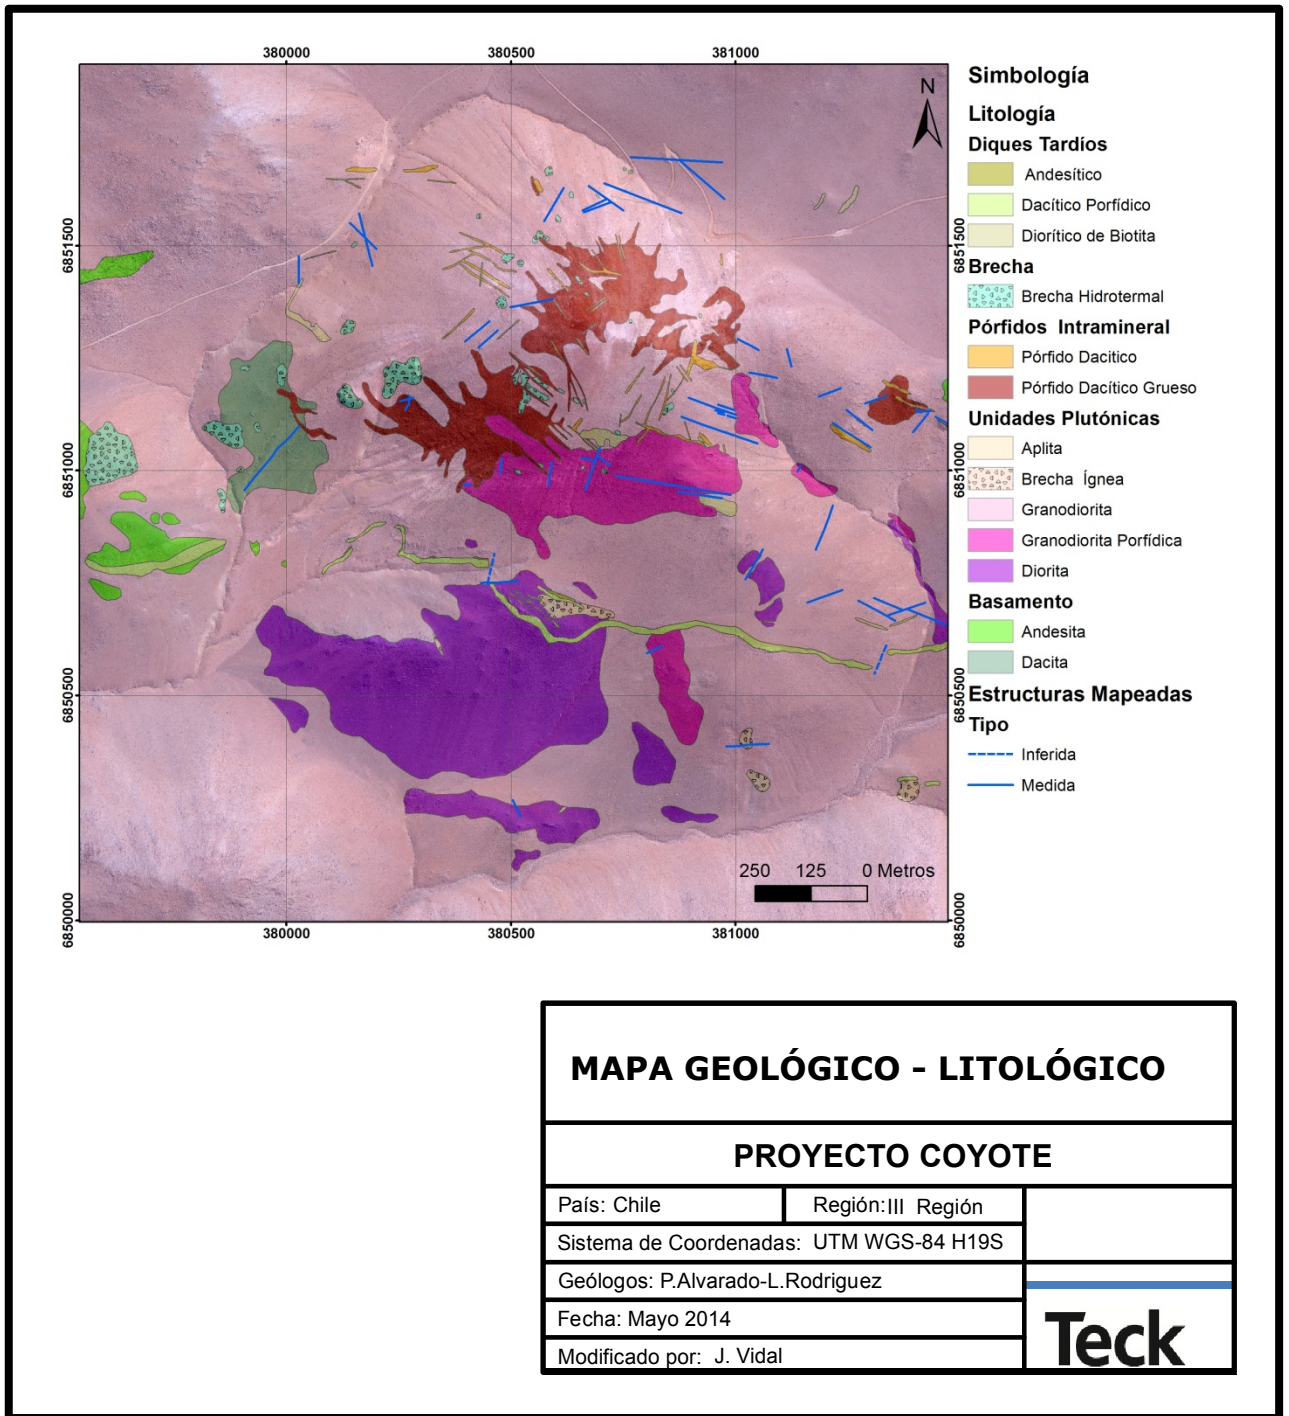 380000 380500 381000
N
6851500 6851500
6851000 6851000
6850500 6850500
6850000 6850000
250 125 0 Metros
380000 380500 381000
Simbología
Litología
Diques Tardíos
Andesítico
Dacítico Porfídico
Diorítico de Biotita
Brecha
Brecha Hidrotermal
Pórfidos Intramineral
Pórfido Dacitico
Pórfido Dacítico Grueso
Unidades Plutónicas
Aplita
Brecha Ígnea
Granodiorita
Granodiorita Porfídica
Diorita
Basamento
Andesita
Dacita
Estructuras Mapeadas
Tipo
Inferida
Medida
MAPA GEOLÓGICO - LITOLÓGICO
PROYECTO COYOTE
País: Chile
Región:III Región
Sistema de Coordenadas: UTM WGS-84 H19S
Geólogos: P.Alvarado-L.Rodriguez
Fecha: Mayo 2014
Modificado por: J. Vidal
Teck